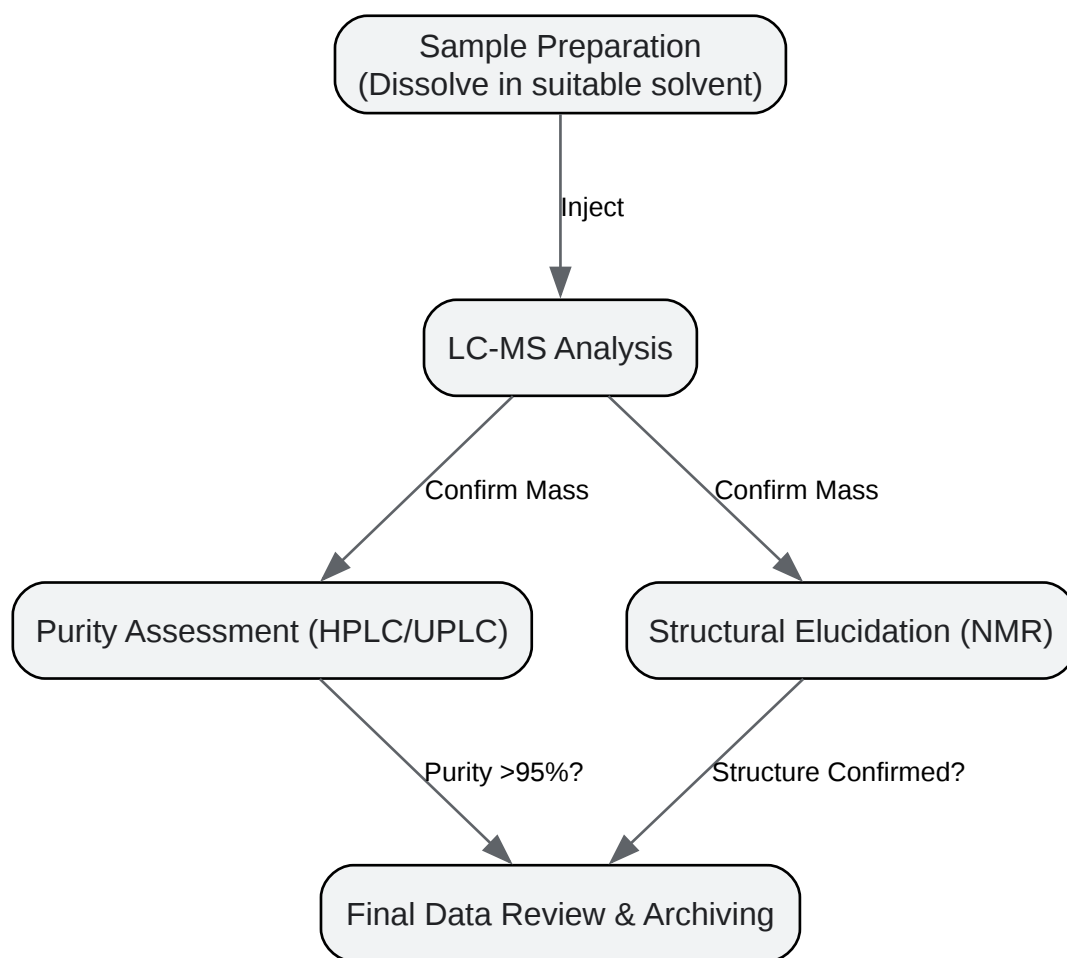 Sample Preparation
(Dissolve in suitable solvent)
Inject
LC-MS Analysis
Confirm Mass
Confirm Mass
Purity Assessment (HPLC/UPLC)
Structural Elucidation (NMR)
Purity >95%?
Structure Confirmed?
Final Data Review & Archiving